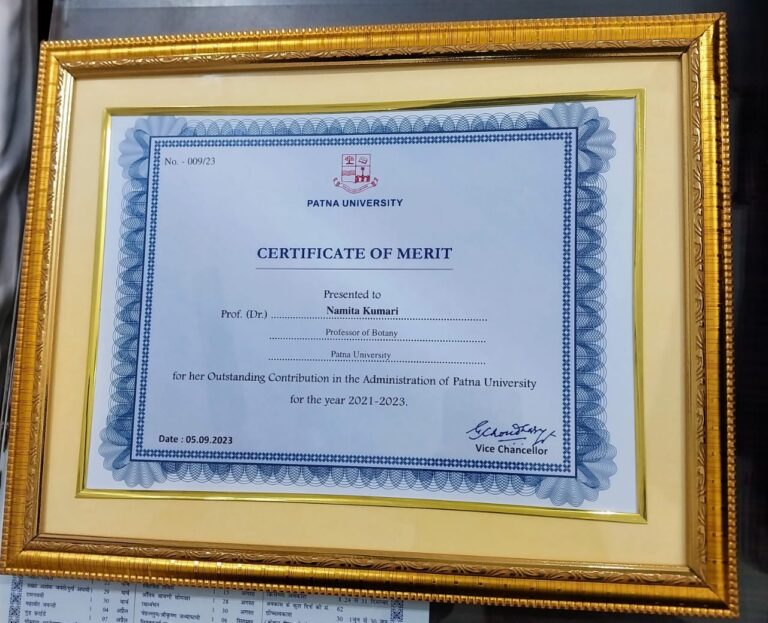 No. - 009/23
PATNA UNIVERSITY
CERTIFICATE OF MERIT
Presented to
Prof. (Dr.) Namita Kumari
Professor of Botany
Patna University
for her Outstanding Contribution in the Administration of Patna University
for the year 2021-2023.
Date : 05.09.2023
GChoudhary
Vice Chancellor